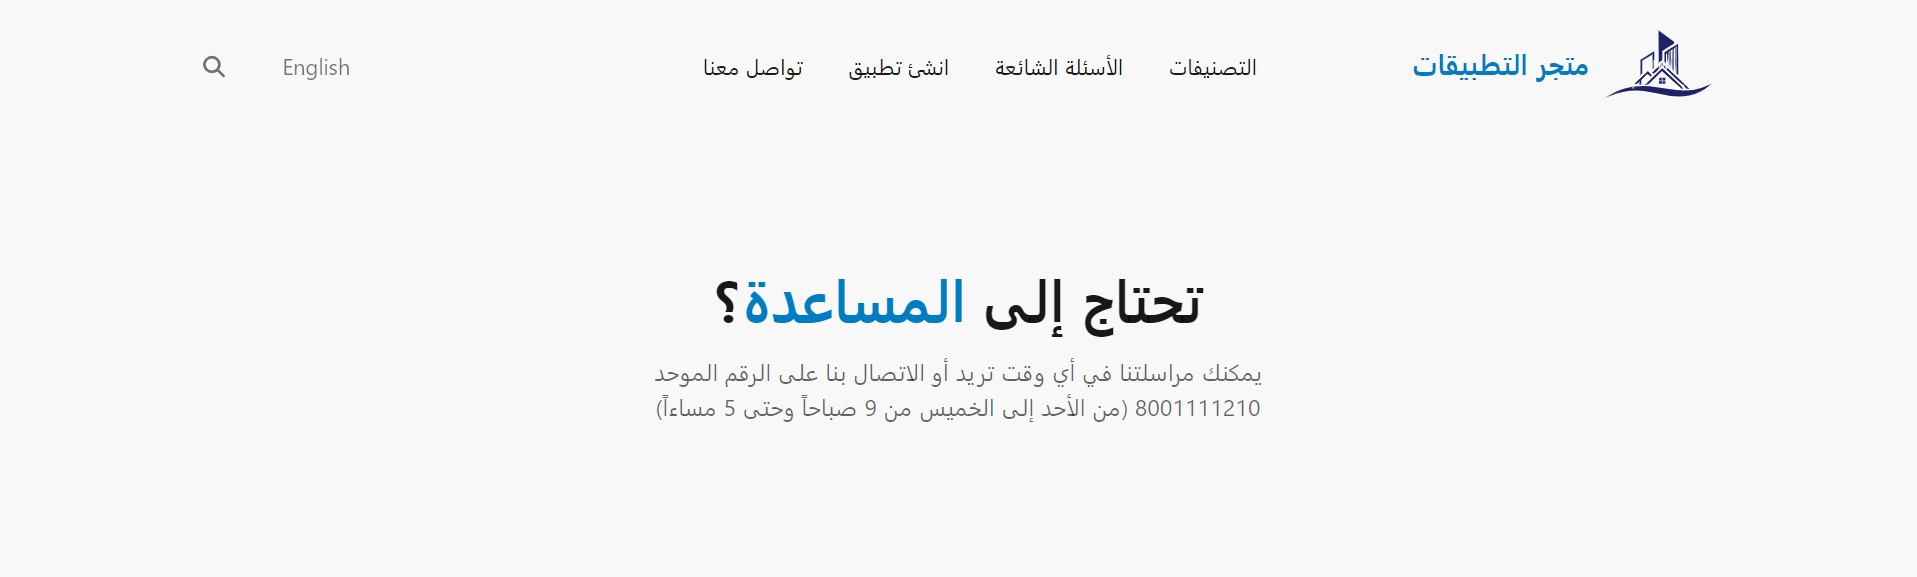 متجر التطبيقات
التصنيفات
الأسئلة الشائعة
انشئ تطبيق
تواصل معنا
English
تحتاج إلى المساعدة؟
يمكنك مراسلتنا في أي وقت تريد أو الاتصال بنا على الرقم الموحد
8001111210 (من الأحد إلى الخميس من 9 صباحاً وحتى 5 مساءاً)